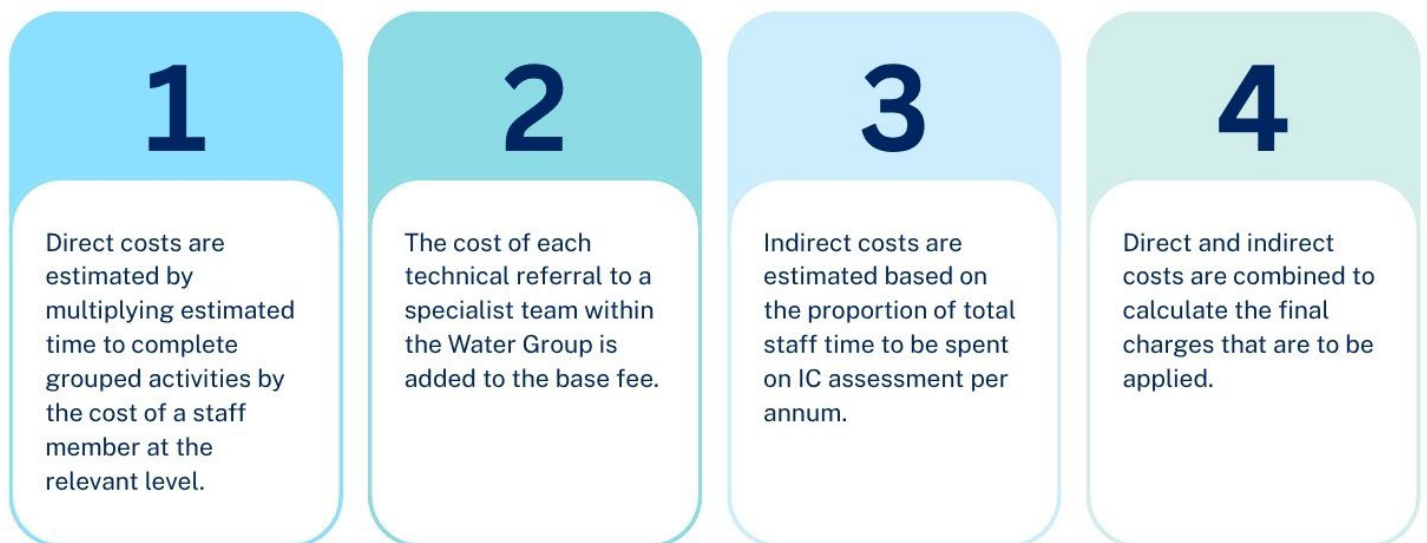 1
Direct costs are
estimated by
multiplying estimated
time to complete
grouped activities by
the cost of a staff
member at the
relevant level.
2
The cost of each
technical referral to a
specialist team within
the Water Group is
added to the base fee.
3
Indirect costs are
estimated based on
the proportion of total
staff time to be spent
on IC assessment per
annum.
4
Direct and indirect
costs are combined to
calculate the final
charges that are to be
applied.